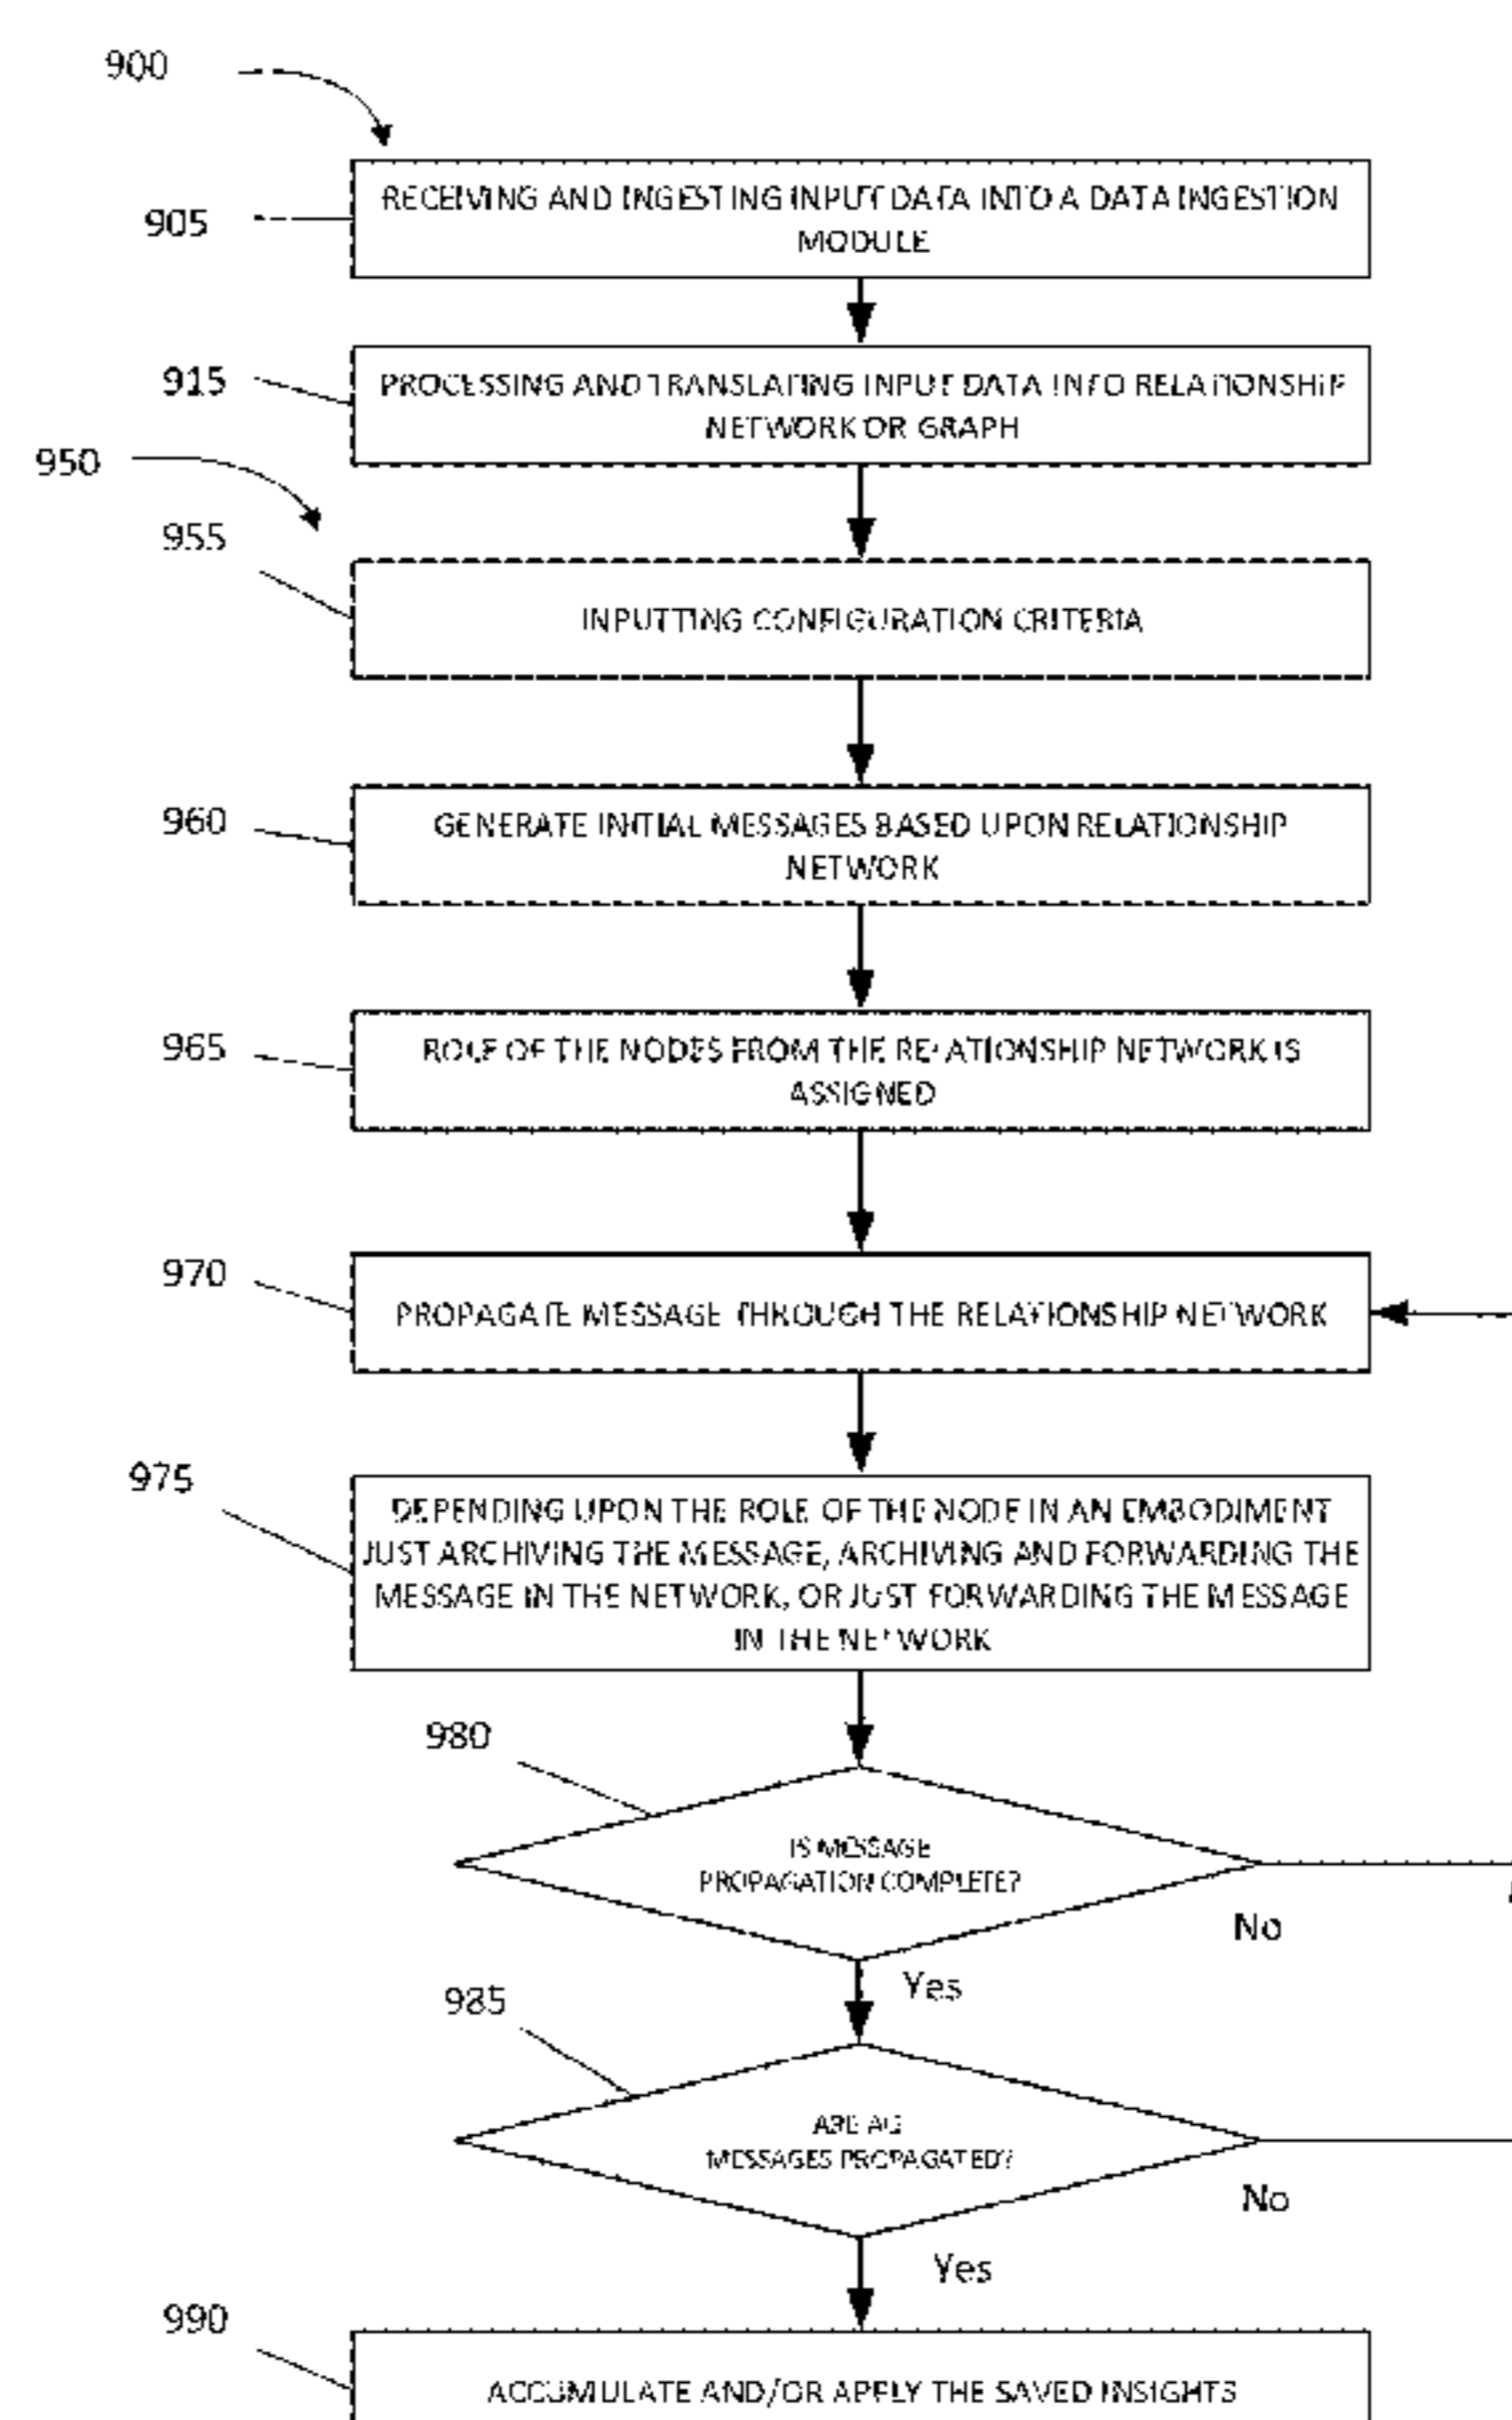 900
905
RECEIVING AND INGESTING INPUT DATA INTO A DATA INGESTION
MODULE
915
PROCESSING AND TRANSLATING INPUT DATA INTO RELATIONSHIP
NETWORK OR GRAPH
950
955
INPUTTING CONFIGURATION CRITERIA
960
GENERATE INITIAL MESSAGES BASED UPON RELATIONSHIP
NETWORK
965
ROLE OF THE NODES FROM THE RELATIONSHIP NETWORK IS
ASSIGNED
970
PROPAGATE MESSAGE THROUGH THE RELATIONSHIP NETWORK
975
DEPENDING UPON THE ROLE OF THE NODE IN AN EMBODIMENT
JUST ARCHIVING THE MESSAGE, ARCHIVING AND FORWARDING THE
MESSAGE IN THE NETWORK, OR JUST FORWARDING THE MESSAGE
IN THE NETWORK
980
IS MESSAGE
PROPAGATION COMPLETE?
No
Yes
985
ARE ALL
MESSAGES PROPAGATED?
No
Yes
990
ACCUMULATE AND/OR APPLY THE SAVED INSIGHTS